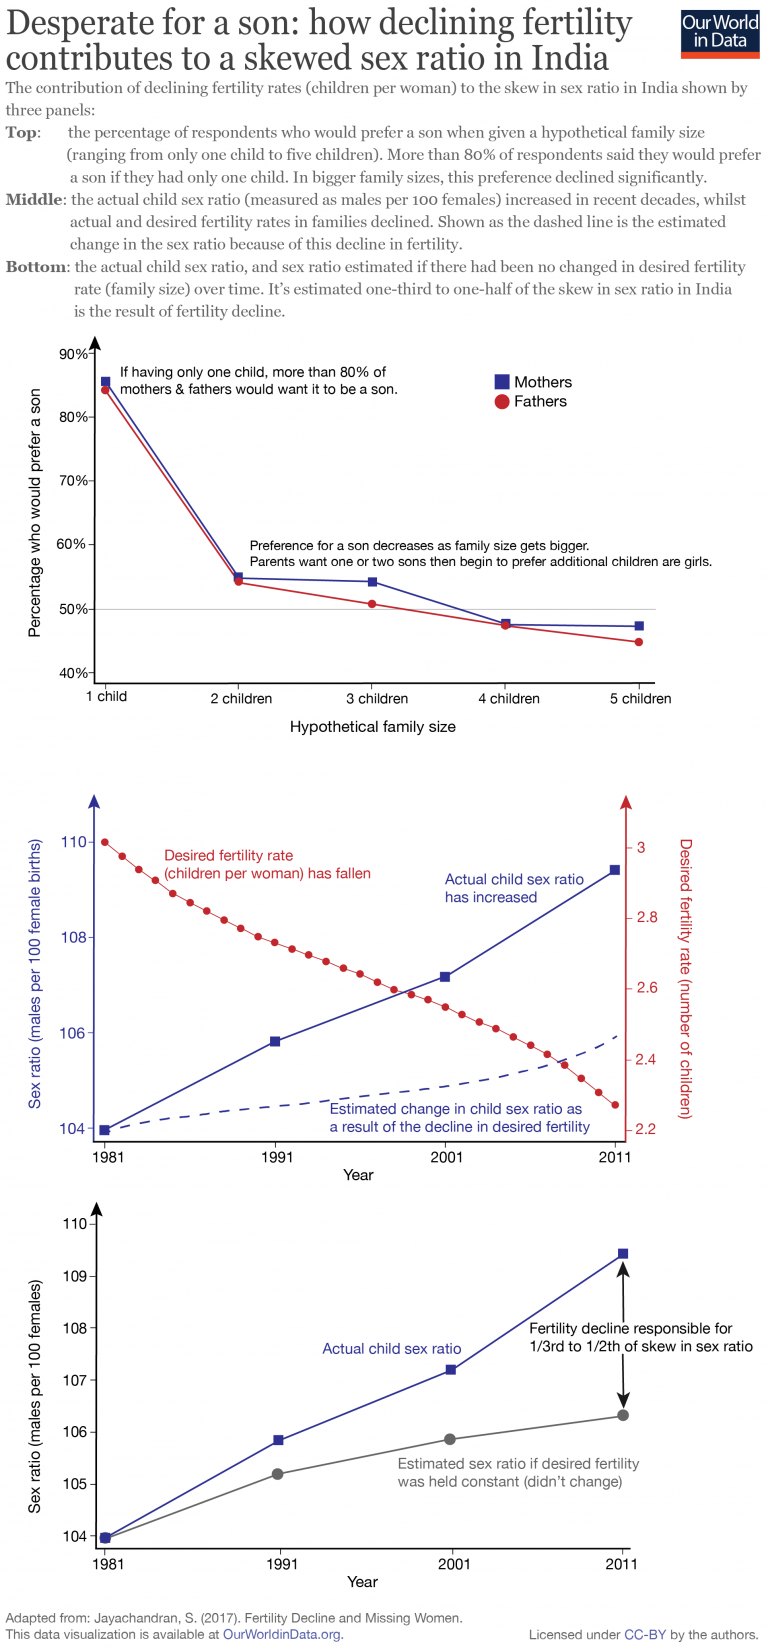 Desperate for a son: how declining fertility
contributes to a skewed sex ratio in India
Our World
in Data
The contribution of declining fertility rates (children per woman) to the skew in sex ratio in India shown by
three panels:
Top: the percentage of respondents who would prefer a son when given a hypothetical family size
(ranging from only one child to five children). More than 80% of respondents said they would prefer
a son if they had only one child. In bigger family sizes, this preference declined significantly.
Middle: the actual child sex ratio (measured as males per 100 females) increased in recent decades, whilst
actual and desired fertility rates in families declined. Shown as the dashed line is the estimated
change in the sex ratio because of this decline in fertility.
Bottom: the actual child sex ratio, and sex ratio estimated if there had been no changed in desired fertility
rate (family size) over time. It's estimated one-third to one-half of the skew in sex ratio in India
is the result of fertility decline.
Percentage who would prefer a son
90%
80%
70%
60%
50%
40%
If having only one child, more than 80% of
mothers & fathers would want it to be a son.
Mothers
Fathers
Preference for a son decreases as family size gets bigger.
Parents want one or two sons then begin to prefer additional children are girls.
1 child
2 children
3 children
4 children
5 children
Hypothetical family size
Sex ratio (males per 100 female births)
110
108
106
104
Desired fertility rate
(children per woman) has fallen
Actual child sex ratio
has increased
Estimated change in child sex ratio as
a result of the decline in desired fertility
3
2.8
2.6
2.4
2.2
Desired fertility rate (number of children)
1981
1991
2001
2011
Year
Sex ratio (males per 100 females)
110
109
108
107
106
105
104
Actual child sex ratio
Fertility decline responsible for
1/3rd to 1/2th of skew in sex ratio
Estimated sex ratio if desired fertility
was held constant (didn't change)
1981
1991
2001
2011
Year
Adapted from: Jayachandran, S. (2017). Fertility Decline and Missing Women.
This data visualization is available at OurWorldinData.org.
Licensed under CC-BY by the authors.